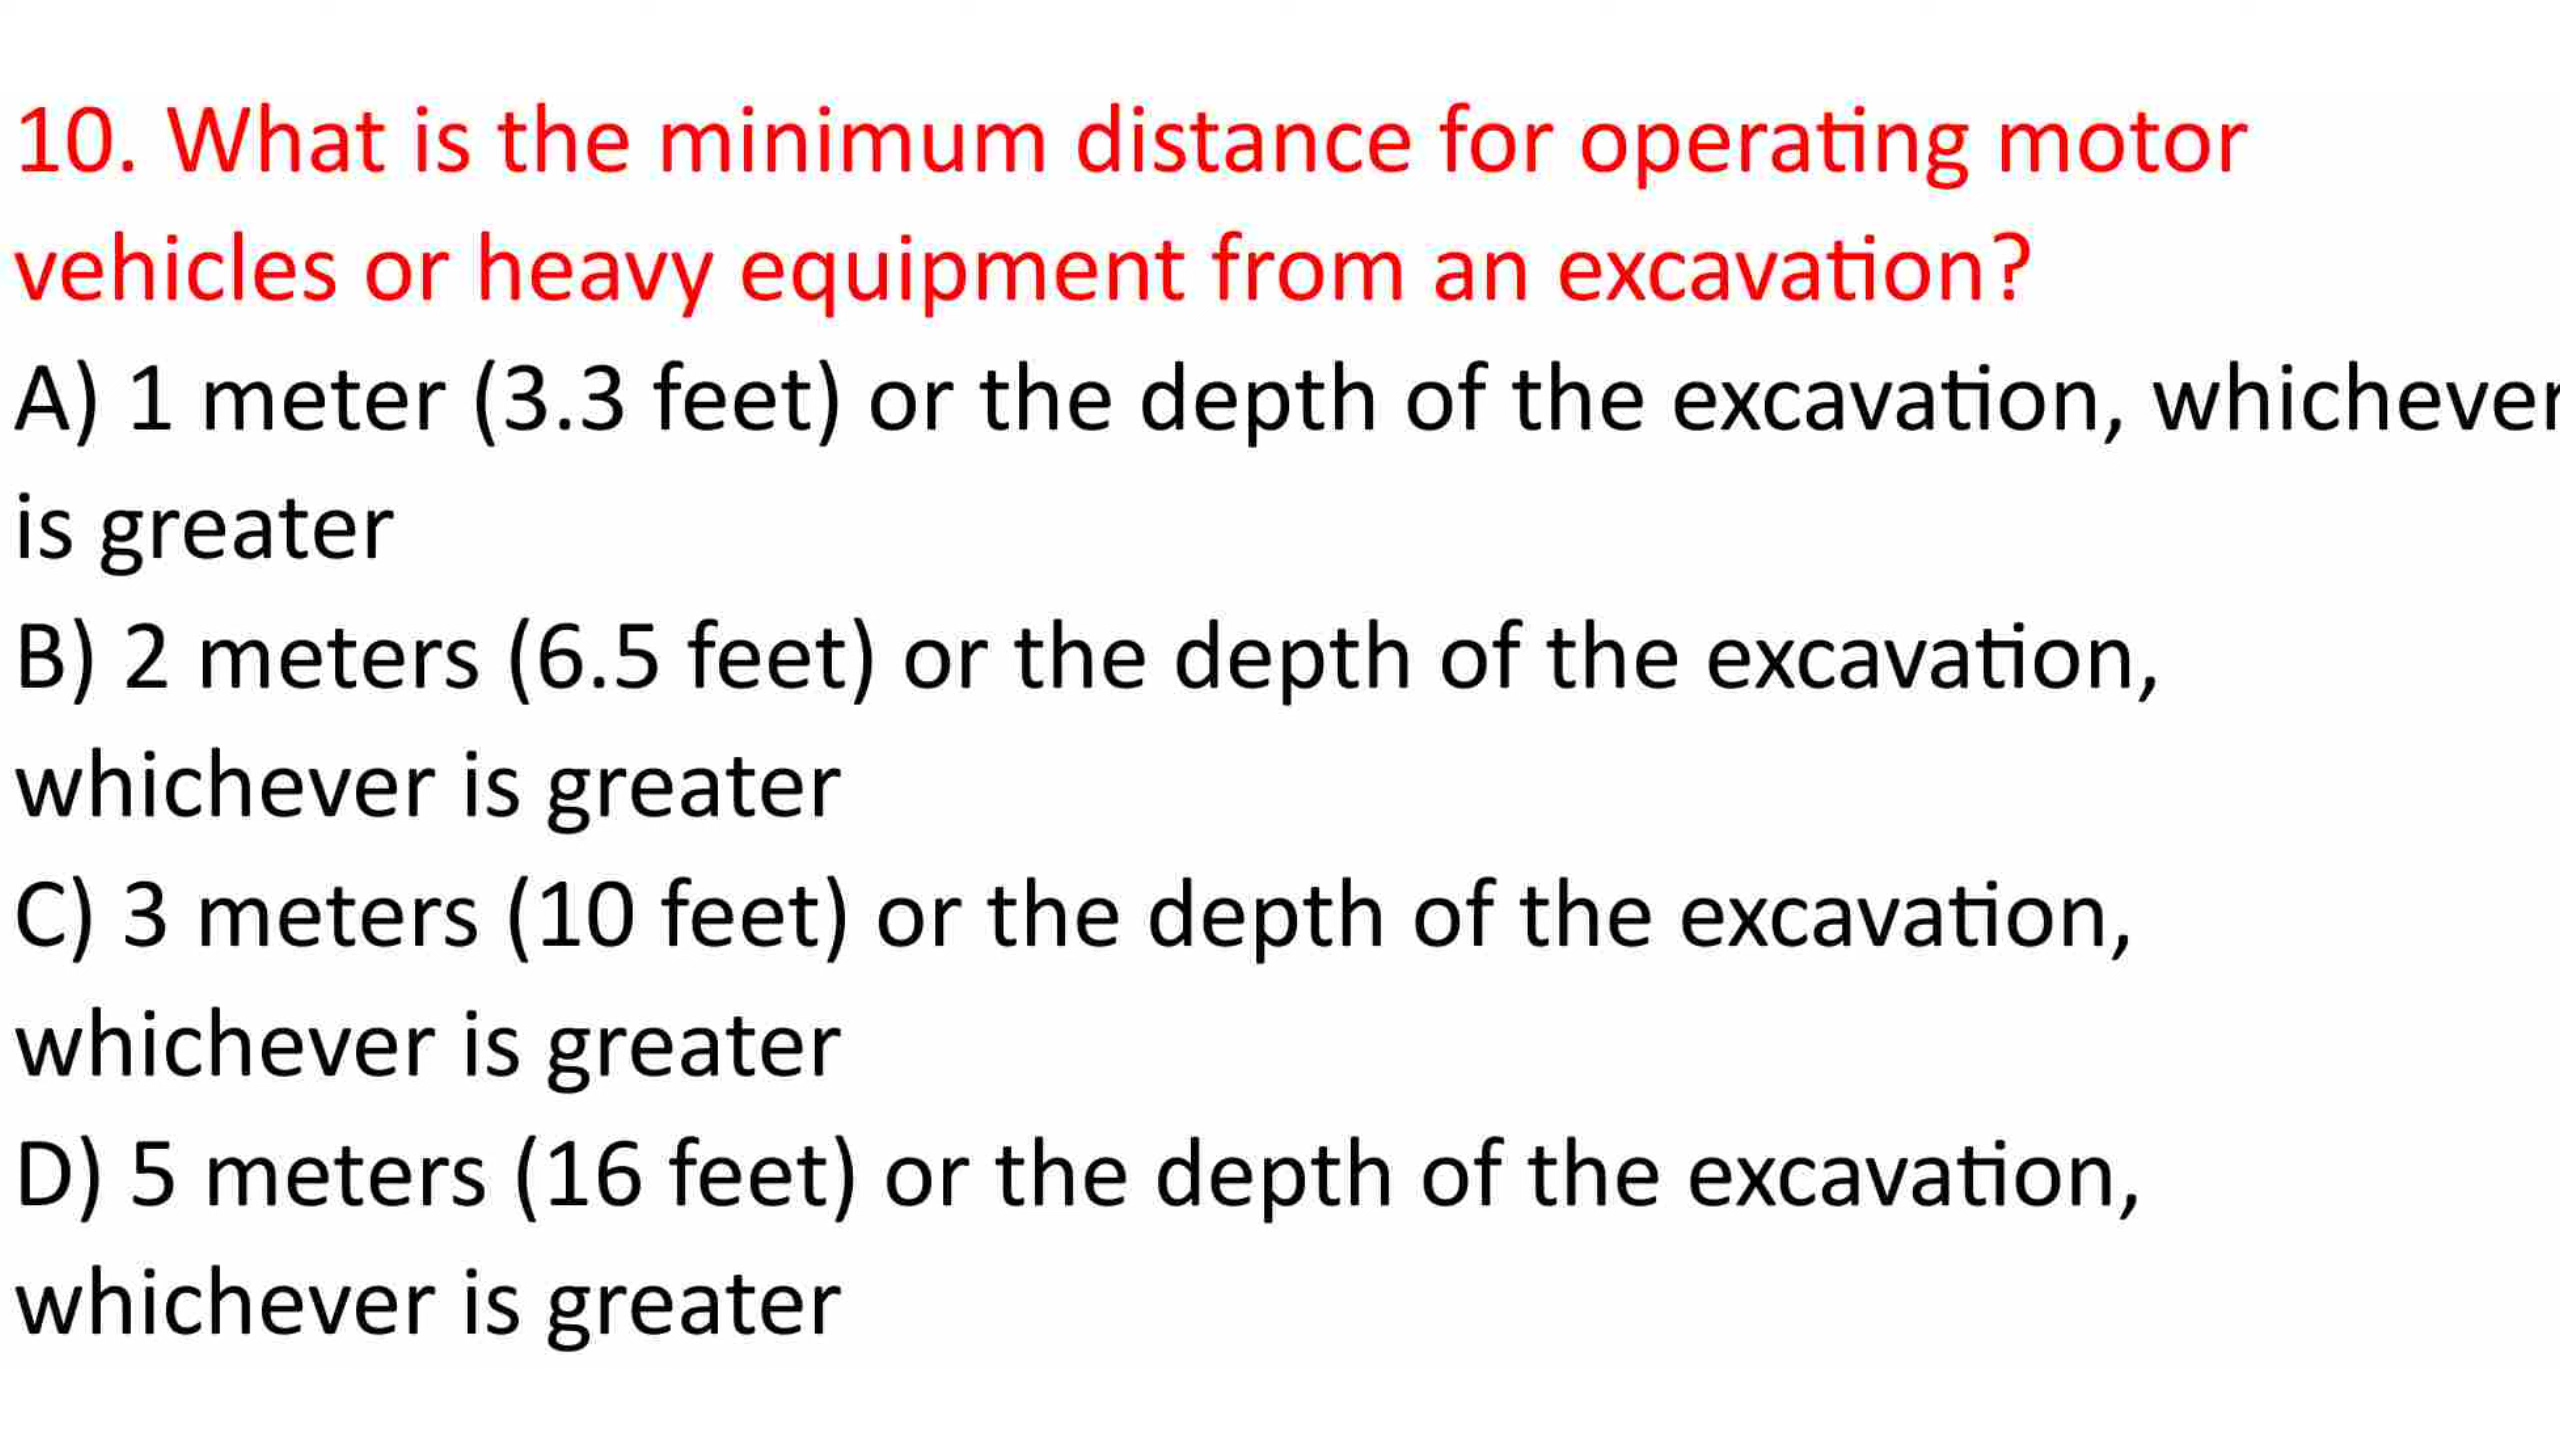 10. What is the minimum distance for operating motor
vehicles or heavy equipment from an excavation?
A) 1 meter (3.3 feet) or the depth of the excavation, whichever
is greater
B) 2 meters (6.5 feet) or the depth of the excavation,
whichever is greater
C) 3 meters (10 feet) or the depth of the excavation,
whichever is greater
D) 5 meters (16 feet) or the depth of the excavation,
whichever is greater